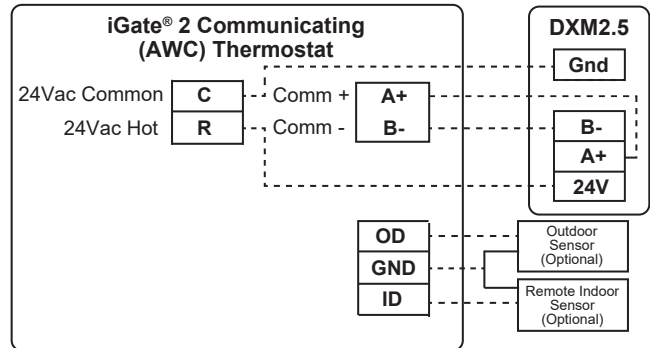 iGate® 2 Communicating
(AWC) Thermostat
DXM2.5
Gnd
24Vac Common C Comm + A+
24Vac Hot R Comm - B-
B-
A+
24V
OD
GND
ID
Outdoor
Sensor
(Optional)
Remote Indoor
Sensor
(Optional)